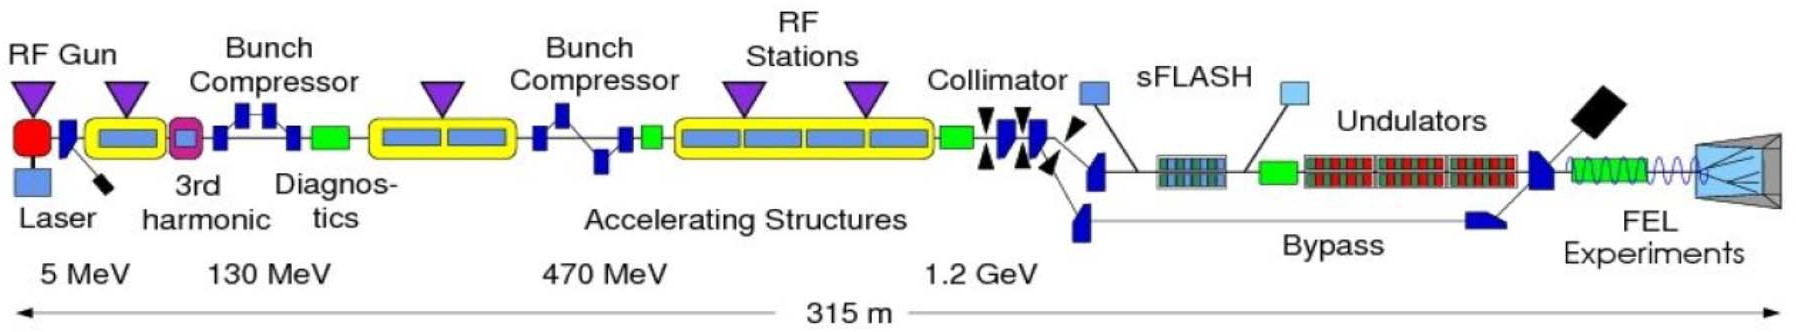 RF Gun
Bunch
Compressor
Bunch
Compressor
RF
Stations
Collimator
sFLASH
Undulators
Laser
3rd
harmonic
Diagnos-
tics
Accelerating Structures
Bypass
FEL
Experiments
5 MeV
130 MeV
470 MeV
1.2 GeV
315 m